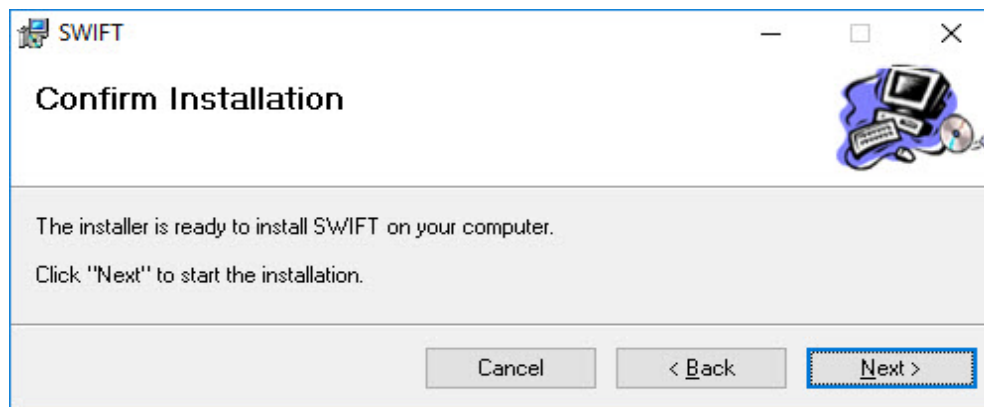 SWIFT
Confirm Installation
The installer is ready to install SWIFT on your computer.
Click "Next" to start the installation.
Cancel
< Back
Next >